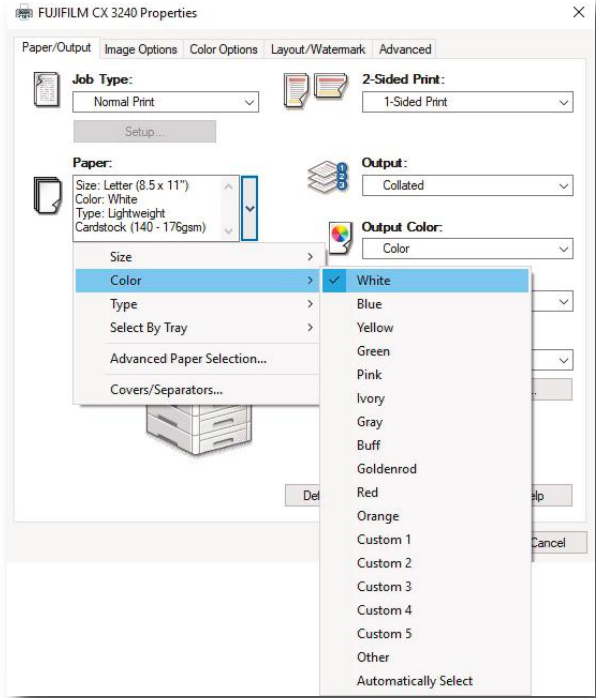 FUJIFILM CX 3240 Properties
Paper/Output Image Options Color Options Layout/Watermark Advanced
Job Type:
Normal Print
Setup...
2-Sided Print:
1-Sided Print
Paper:
Size: Letter (8.5 x 11")
Color: White
Type: Lightweight
Cardstock (140 - 176gsm)
Output:
1
2
3
Collated
Output Color:
Color
Size
Color
Type
Select By Tray
Advanced Paper Selection...
Covers/Separators...
White
Blue
Yellow
Green
Pink
Ivory
Gray
Buff
Goldenrod
Red
Orange
Custom 1
Custom 2
Custom 3
Custom 4
Custom 5
Other
Automatically Select
Cancel